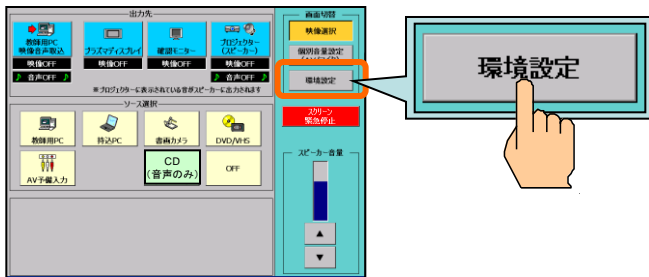 出力先
教師用PC
映像音声取込
プラズマディスプレイ
確認モニター
プロジェクター
(スピーカー)
映像OFF
映像OFF
映像OFF
映像OFF
♪ 音声OFF ♪
♪ 音声OFF ♪
※プロジェクターに表示されている音がスピーカーに出力されます
ソース選択
教師用PC
持込PC
書画カメラ
DVD/VHS
AV予備入力
CD
(音声のみ)
OFF
画面切替
映像選択
個別音量設定
環境設定
スクリーン
緊急停止
スピーカー音量
▲
▼
環境設定